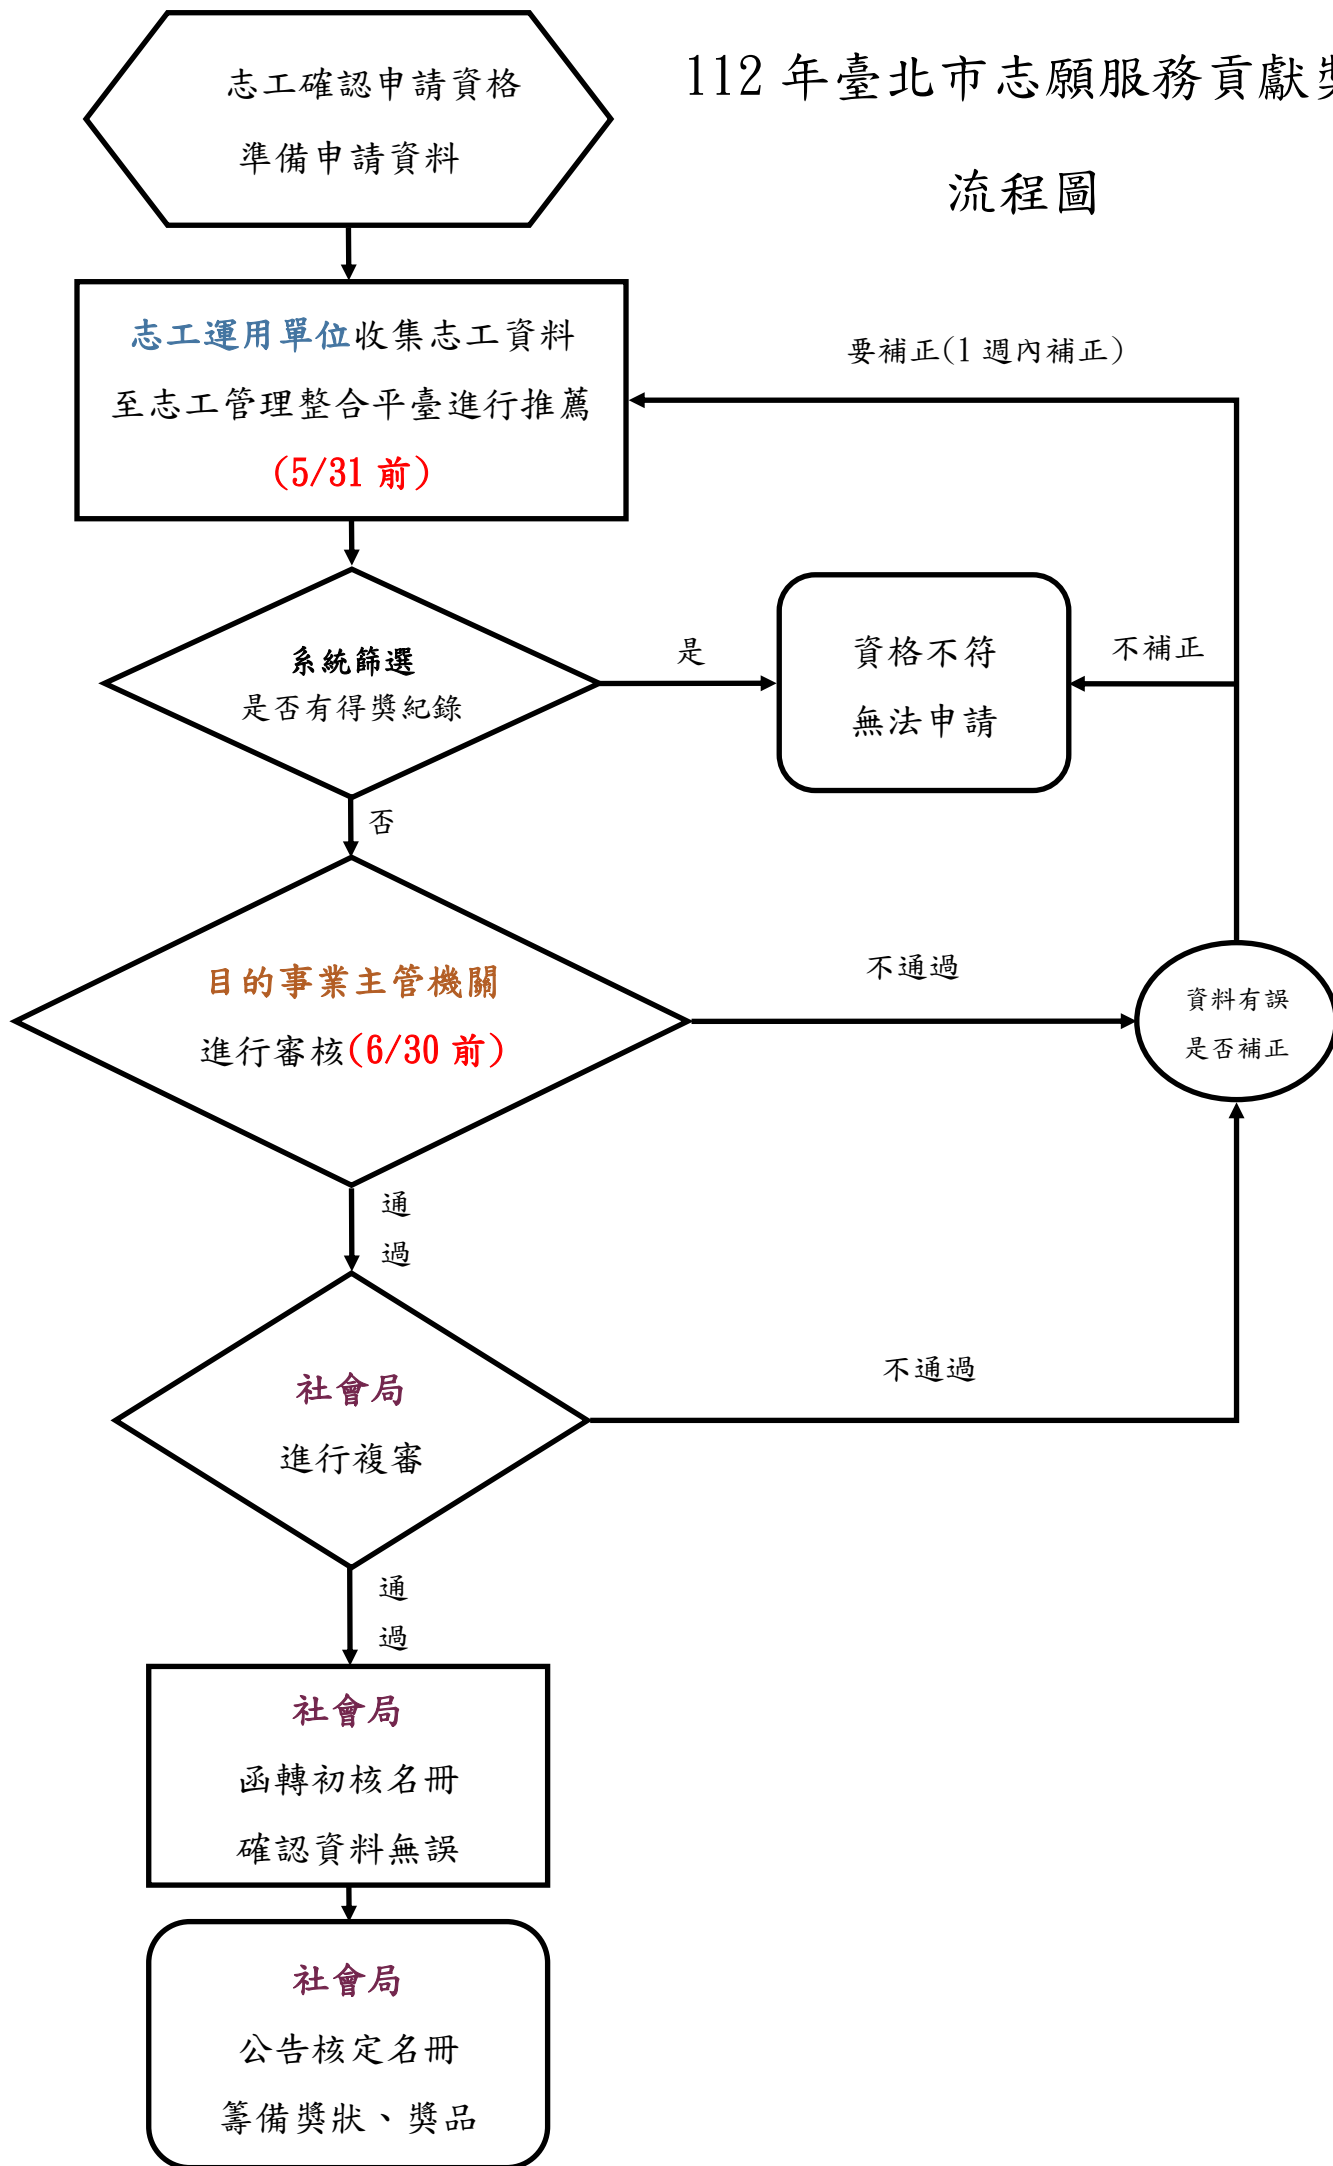 112 年臺北市志願服務貢獻獎
流程圖
志工確認申請資格
準備申請資料
志工運用單位收集志工資料
至志工管理整合平臺進行推薦
(5/31 前)
要補正(1 週內補正)
系統篩選
是否有得獎紀錄
是
資格不符
無法申請
不補正
否
目的事業主管機關
進行審核(6/30 前)
不通過
資料有誤
是否補正
通
過
社會局
進行複審
不通過
通
過
社會局
函轉初核名冊
確認資料無誤
社會局
公告核定名冊
籌備獎狀、獎品